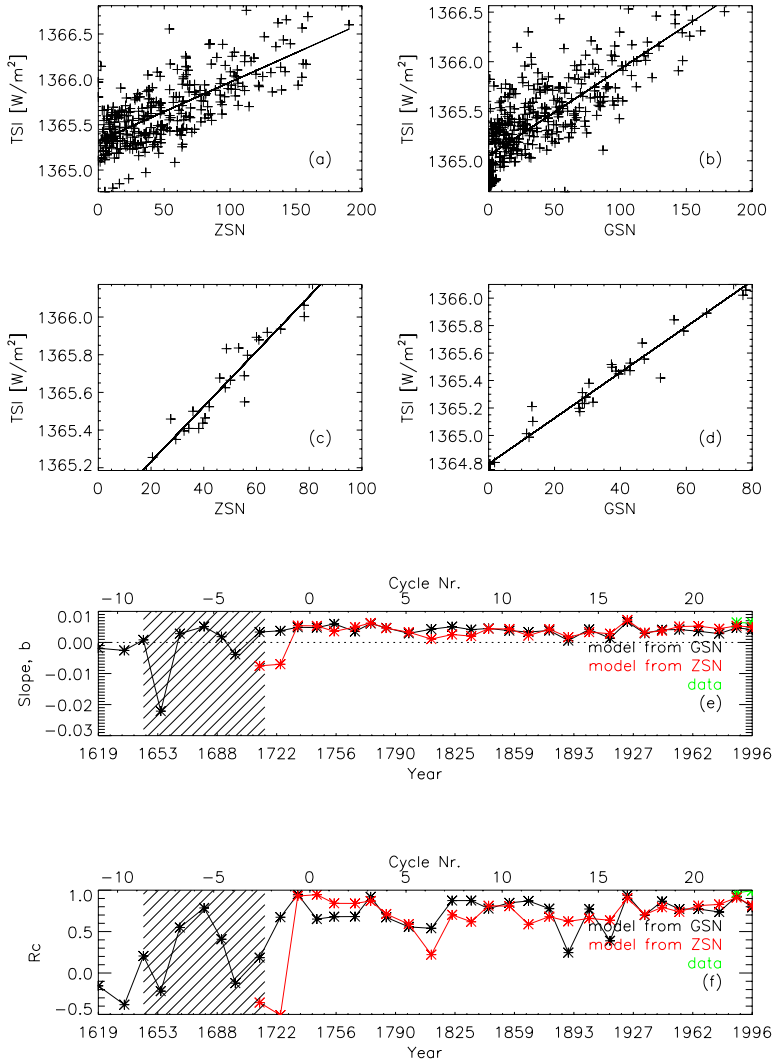 TSI [W/m²]
1366.5
1366.0
1365.5
1365.0
(a)
0 50 100 150 200
ZSN
TSI [W/m²]
1366.5
1366.0
1365.5
1365.0
(b)
0 50 100 150 200
GSN
TSI [W/m²]
1366.0
1365.8
1365.6
1365.4
1365.2
(c)
0 20 40 60 80 100
ZSN
TSI [W/m²]
1366.0
1365.8
1365.6
1365.4
1365.2
1365.0
1364.8
(d)
0 20 40 60 80
GSN
Cycle Nr.
-10 -5 0 5 10 15 20
Slope, b
0.01
0.00
-0.01
-0.02
-0.03
model from GSN
model from ZSN
data
(e)
1619 1653 1688 1722 1756 1790 1825 1859 1893 1927 1962 1996
Year
Cycle Nr.
-10 -5 0 5 10 15 20
Rc
1.0
0.5
0.0
-0.5
model from GSN
model from ZSN
data
(f)
1619 1653 1688 1722 1756 1790 1825 1859 1893 1927 1962 1996
Year